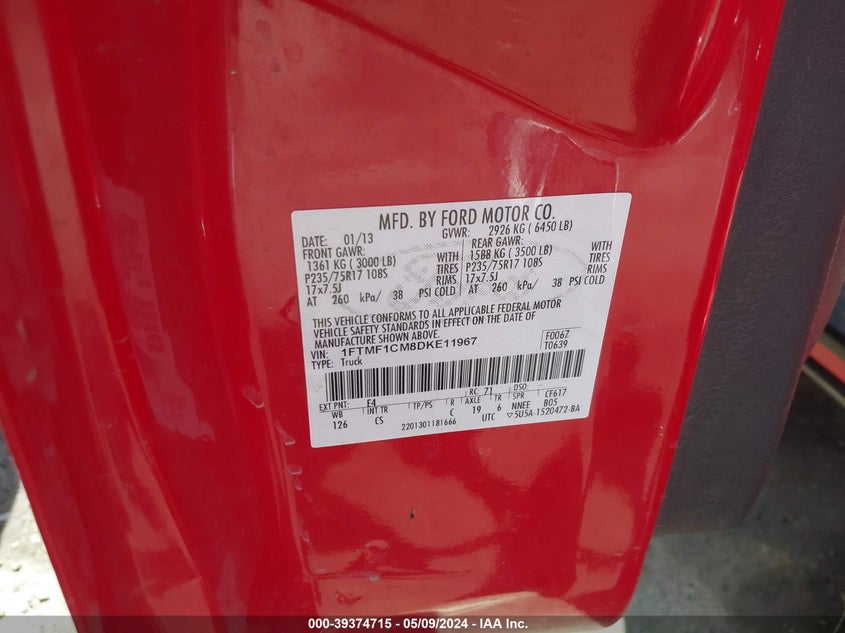 MFD. BY FORD MOTOR CO.
DATE: 01/13 GVWR: 2926 KG ( 6450 LB)
FRONT GAWR: REAR GAWR:
1361 KG ( 3000 LB) WITH 1588 KG ( 3500 LB) WITH
P235/75R17 108S TIRES P235/75R17 108S TIRES
17x7.5J RIMS 17x7.5J RIMS
AT 260 kPa/ 38 PSI COLD AT 260 kPa/ 38 PSI COLD
THIS VEHICLE CONFORMS TO ALL APPLICABLE FEDERAL MOTOR
VEHICLE SAFETY STANDARDS IN EFFECT ON THE DATE OF
MANUFACTURE SHOWN ABOVE.
VIN: 1FTMF1CM8DKE11967 F0067
TYPE: Truck T0639
EXT PNT: E4 RC: 71 DSO:
WB INT TR TP/PS R AXLE TR SPR CF617
126 CS C 19 6 NNEE B05
2201301181666 UTC ▽5U5A-1520472-BA
000-39374715 - 05/09/2024 - IAA Inc.